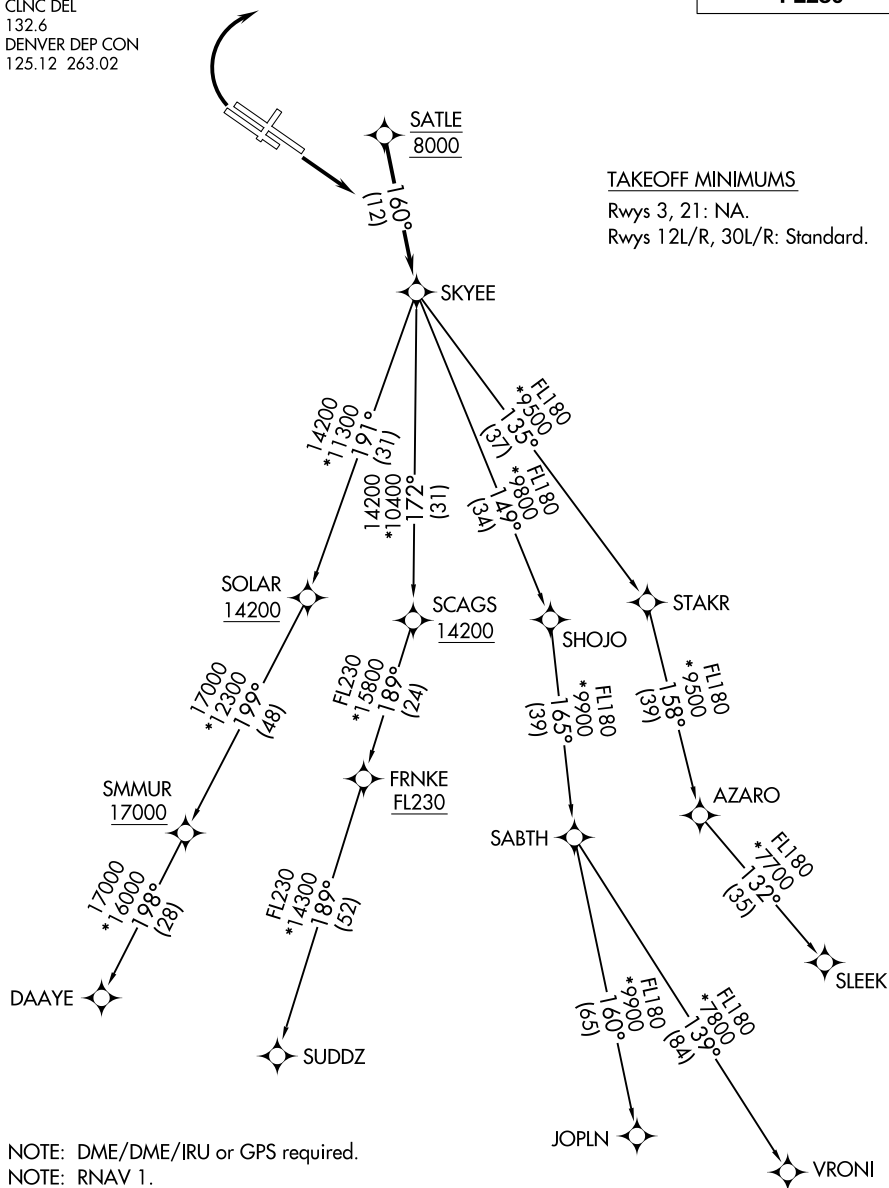 CLNC DEL
132.6
DENVER DEP CON
125.12 263.02
SATLE
8000
TAKEOFF MINIMUMS
Rwys 3, 21: NA.
Rwys 12L/R, 30L/R: Standard.
160°
(12)
SKYEE
14200
*11300
191°
(31)
14200
*10400
172°
(31)
FL180
*9800
149°
(34)
FL180
*9500
135°
(37)
SOLAR
14200
SCAGS
14200
SHOJO
STAKR
17000
*12300
199°
(48)
FL230
*15800
189°
(24)
FL180
*9900
165°
(39)
FL180
*9500
158°
(39)
SMMUR
17000
FRNKE
FL230
SABTH
AZARO
17000
*16000
198°
(28)
FL230
*14300
189°
(52)
FL180
*9900
160°
(65)
FL180
*7800
139°
(84)
FL180
*7700
132°
(35)
DAAYE
SUDDZ
SLEEK
JOPLN
VRONI
NOTE: DME/DME/IRU or GPS required.
NOTE: RNAV 1.